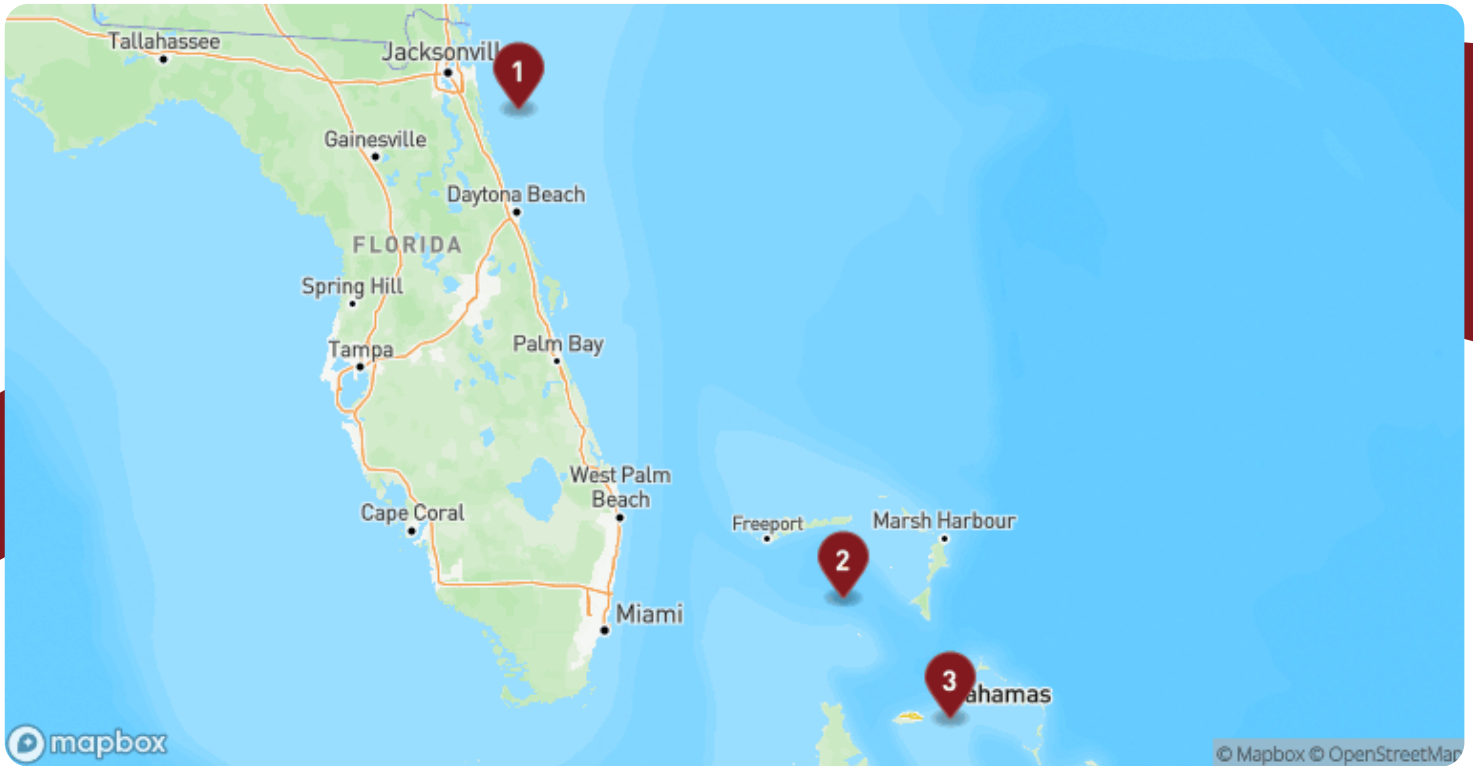 Tallahassee
Jacksonvill
1
Gainesville
Daytona Beach
FLORIDA
Spring Hill
Tampa
Palm Bay
West Palm
Beach
Cape Coral
Freeport
Marsh Harbour
2
Miami
3
ahamas
mapbox
© Mapbox © OpenStreetMap